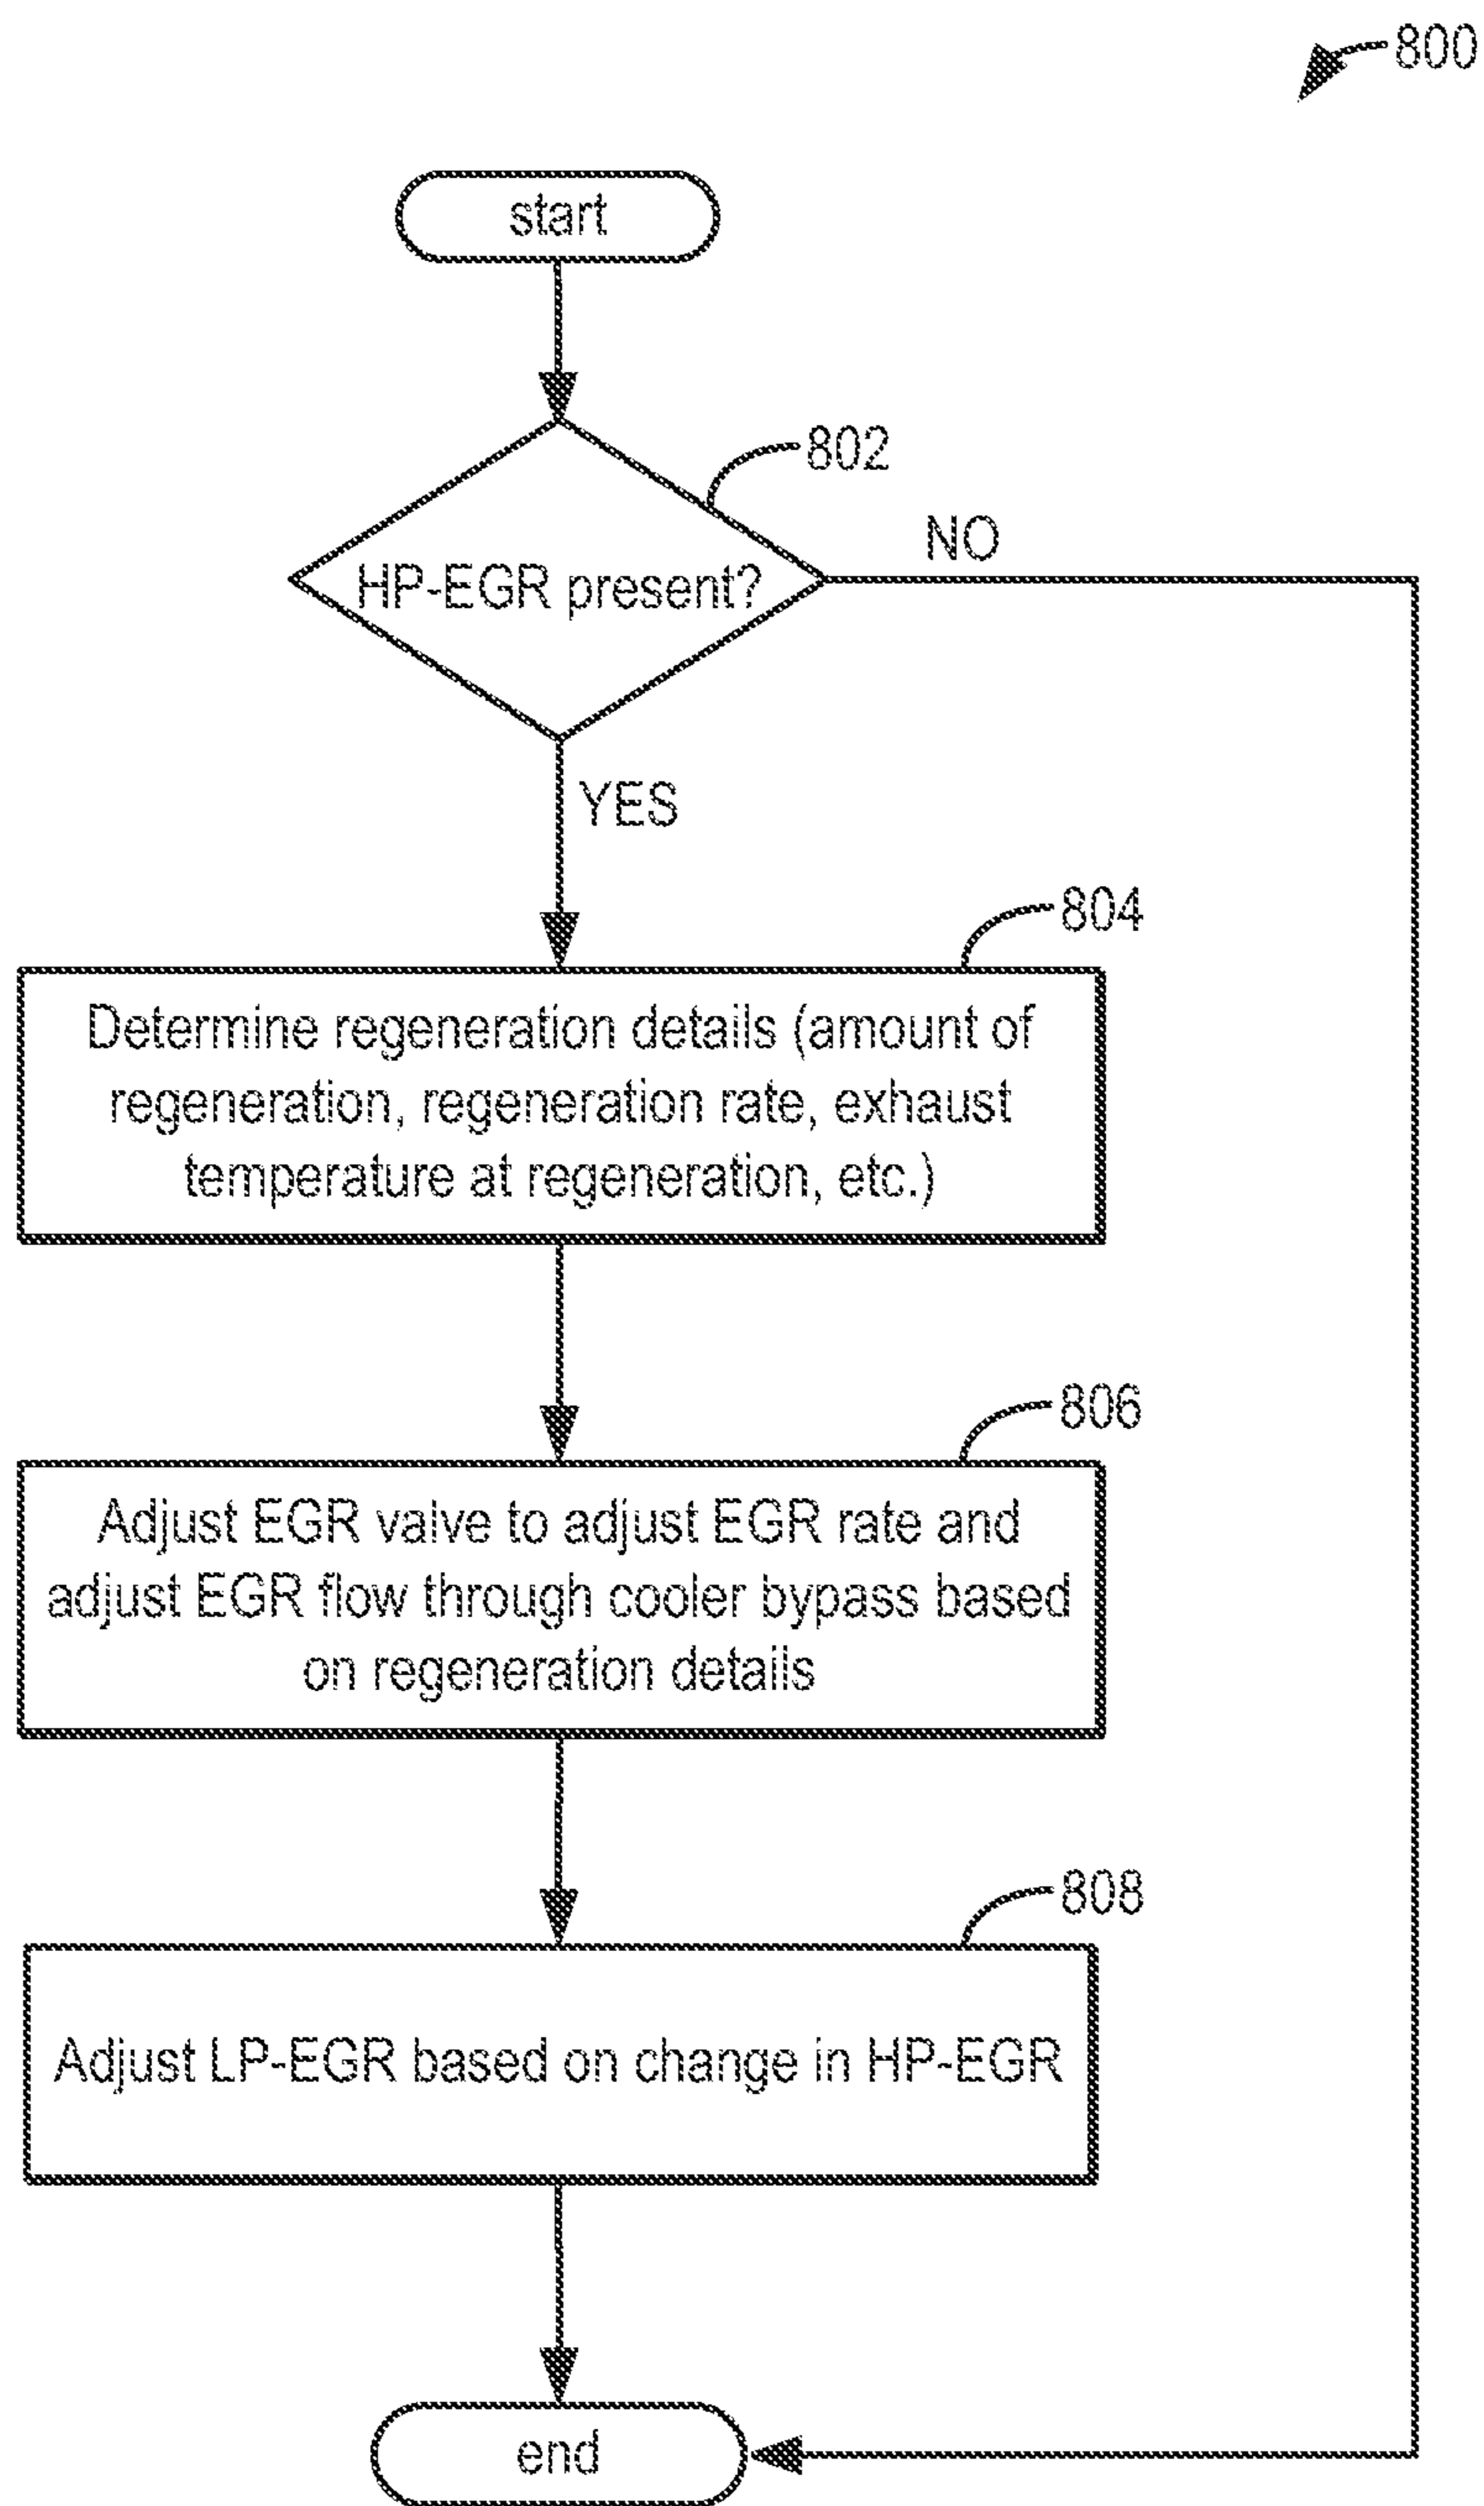 800
start
802
NO
HP-EGR present?
YES
804
Determine regeneration details (amount of
regeneration, regeneration rate, exhaust
temperature at regeneration, etc.)
806
Adjust EGR valve to adjust EGR rate and
adjust EGR flow through cooler bypass based
on regeneration details
808
Adjust LP-EGR based on change in HP-EGR
end